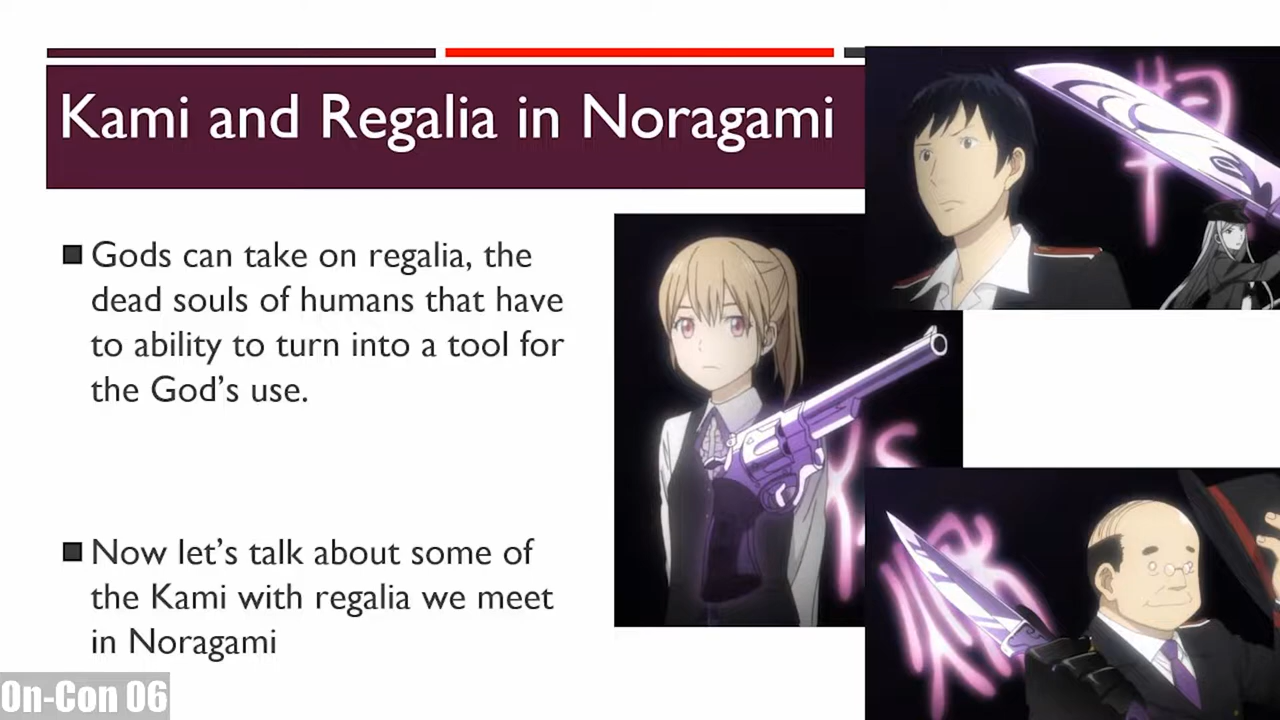 Kami and Regalia in Noragami
Gods can take on regalia, the
dead souls of humans that have
to ability to turn into a tool for
the God's use.
Now let's talk about some of
the Kami with regalia we meet
in Noragami
On-Con 06